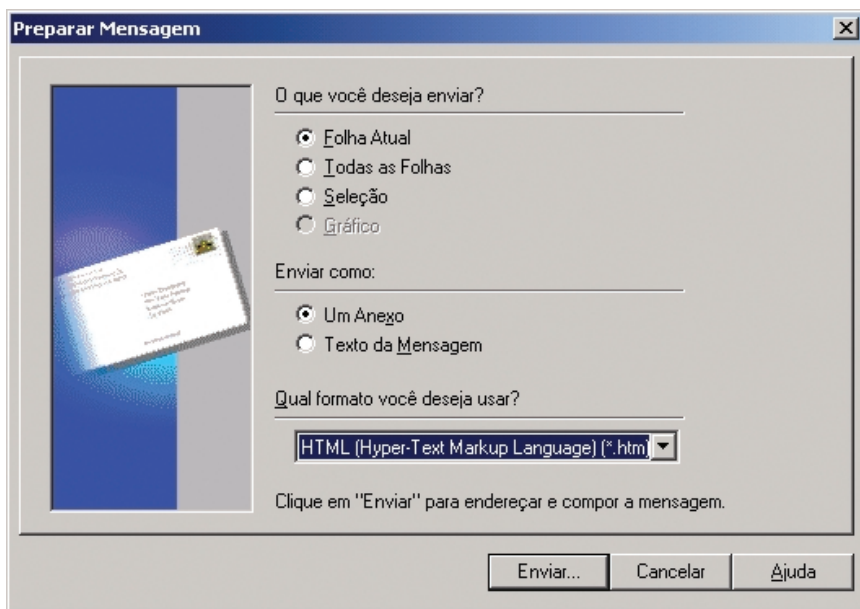 Preparar Mensagem
O que você deseja enviar?
Folha Atual
Todas as Folhas
Seleção
Gráfico
Enviar como:
Um Anexo
Texto da Mensagem
Qual formato você deseja usar?
HTML (Hyper-Text Markup Language) (*.htm)
Clique em "Enviar" para endereçar e compor a mensagem.
Enviar... Cancelar Ajuda